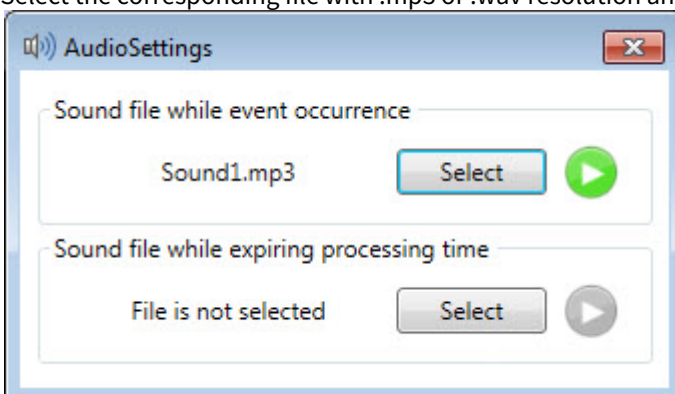 Select the corresponding file with .mp3 or .wav resolution an
AudioSettings
Sound file while event occurrence
Sound1.mp3 Select
Sound file while expiring processing time
File is not selected Select